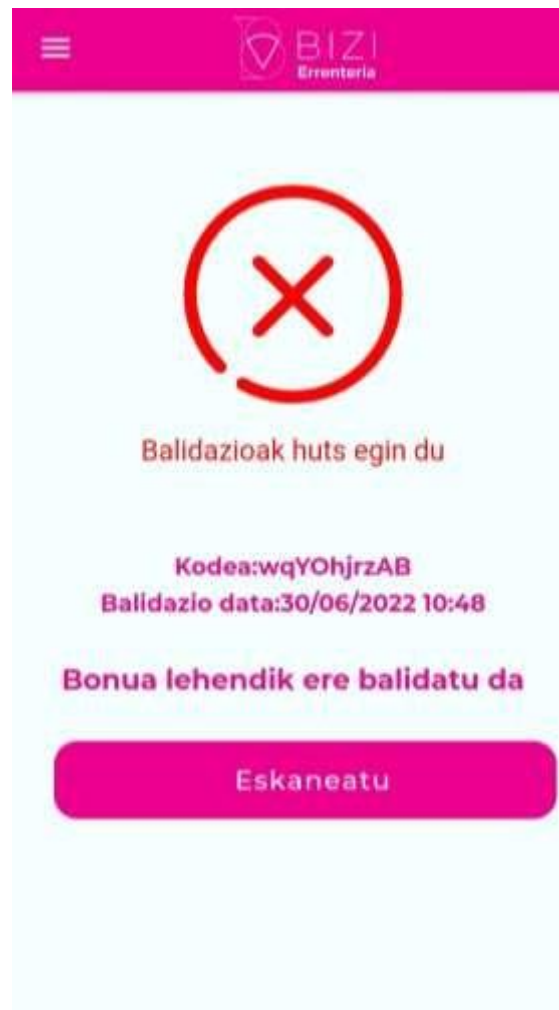 BIZI
Errenteria
Balidazioak huts egin du
Kodea:wqYOhjrzAB
Balidazio data:30/06/2022 10:48
Bonua lehendik ere balidatu da
Eskaneatu